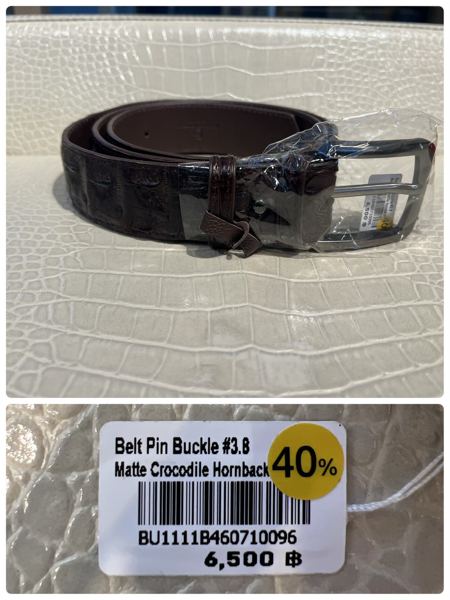 Belt Pin Buckle #3.8
Matte Crocodile Hornback
40%
BU1111B460710096
6,500 ฿